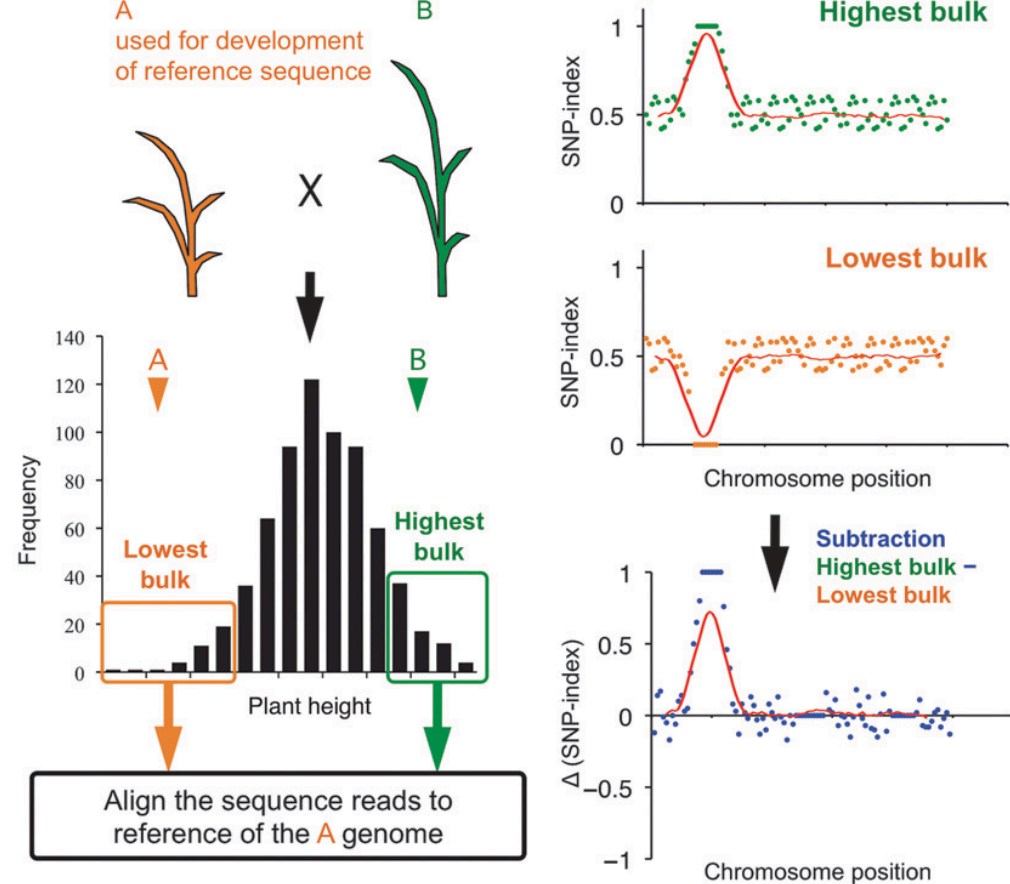 A
used for development
of reference sequence
B
X
A
B
140
120
100
80
60
40
20
0
Frequency
Lowest
bulk
Highest
bulk
Plant height
Align the sequence reads to
reference of the A genome
Highest bulk
1
0.5
0
SNP-index
Lowest bulk
1
0.5
0
SNP-index
Chromosome position
Subtraction
Highest bulk −
Lowest bulk
1
0.5
0
−0.5
−1
Δ (SNP-index)
Chromosome position